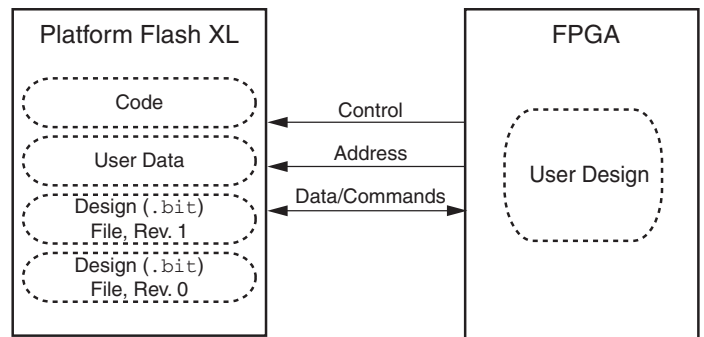 Platform Flash XL
Code
User Data
Design (.bit)
File, Rev. 1
Design (.bit)
File, Rev. 0
Control
Address
Data/Commands
FPGA
User Design